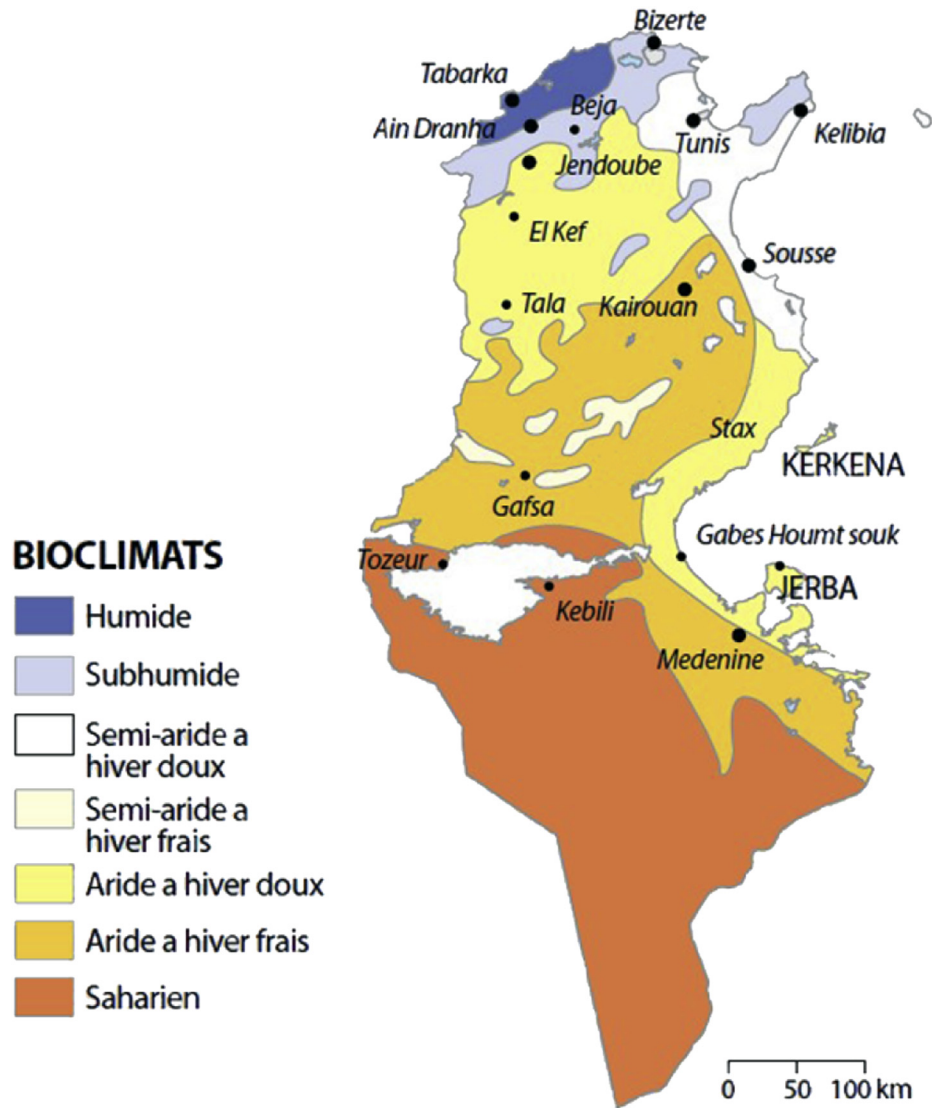 Bizerte
Tabarka
Beja
Ain Dranha
Tunis
Kelibia
Jendoube
El Kef
Sousse
Tala
Kairouan
Stax
KERKENA
Gafsa
Gabes Houmt souk
Tozeur
JERBA
Kebili
Medenine
BIOCLIMATS
Humide
Subhumide
Semi-aride a
hiver doux
Semi-aride a
hiver frais
Aride a hiver doux
Aride a hiver frais
Saharien
0 50 100 km